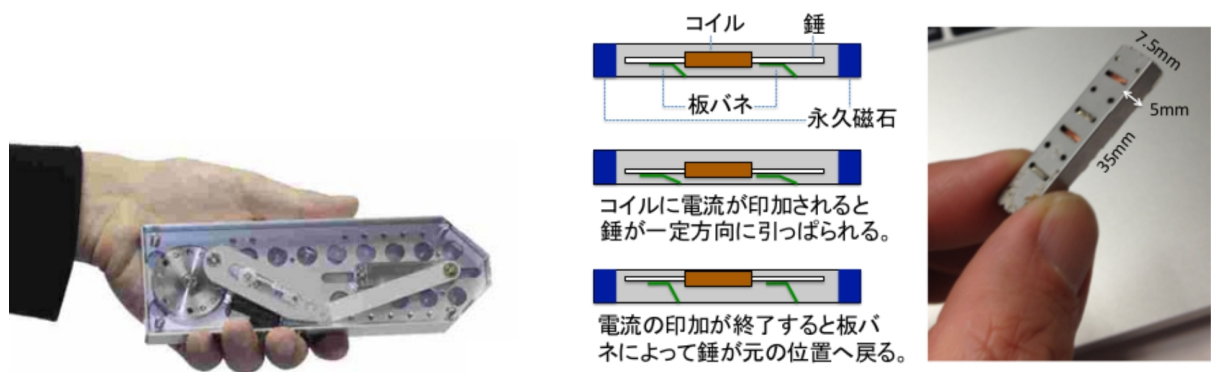 コイル
錘
板バネ
永久磁石
コイルに電流が印加されると
錘が一定方向に引っぱられる。
電流の印加が終了すると板バ
ネによって錘が元の位置へ戻る。
7.5mm
5mm
35mm